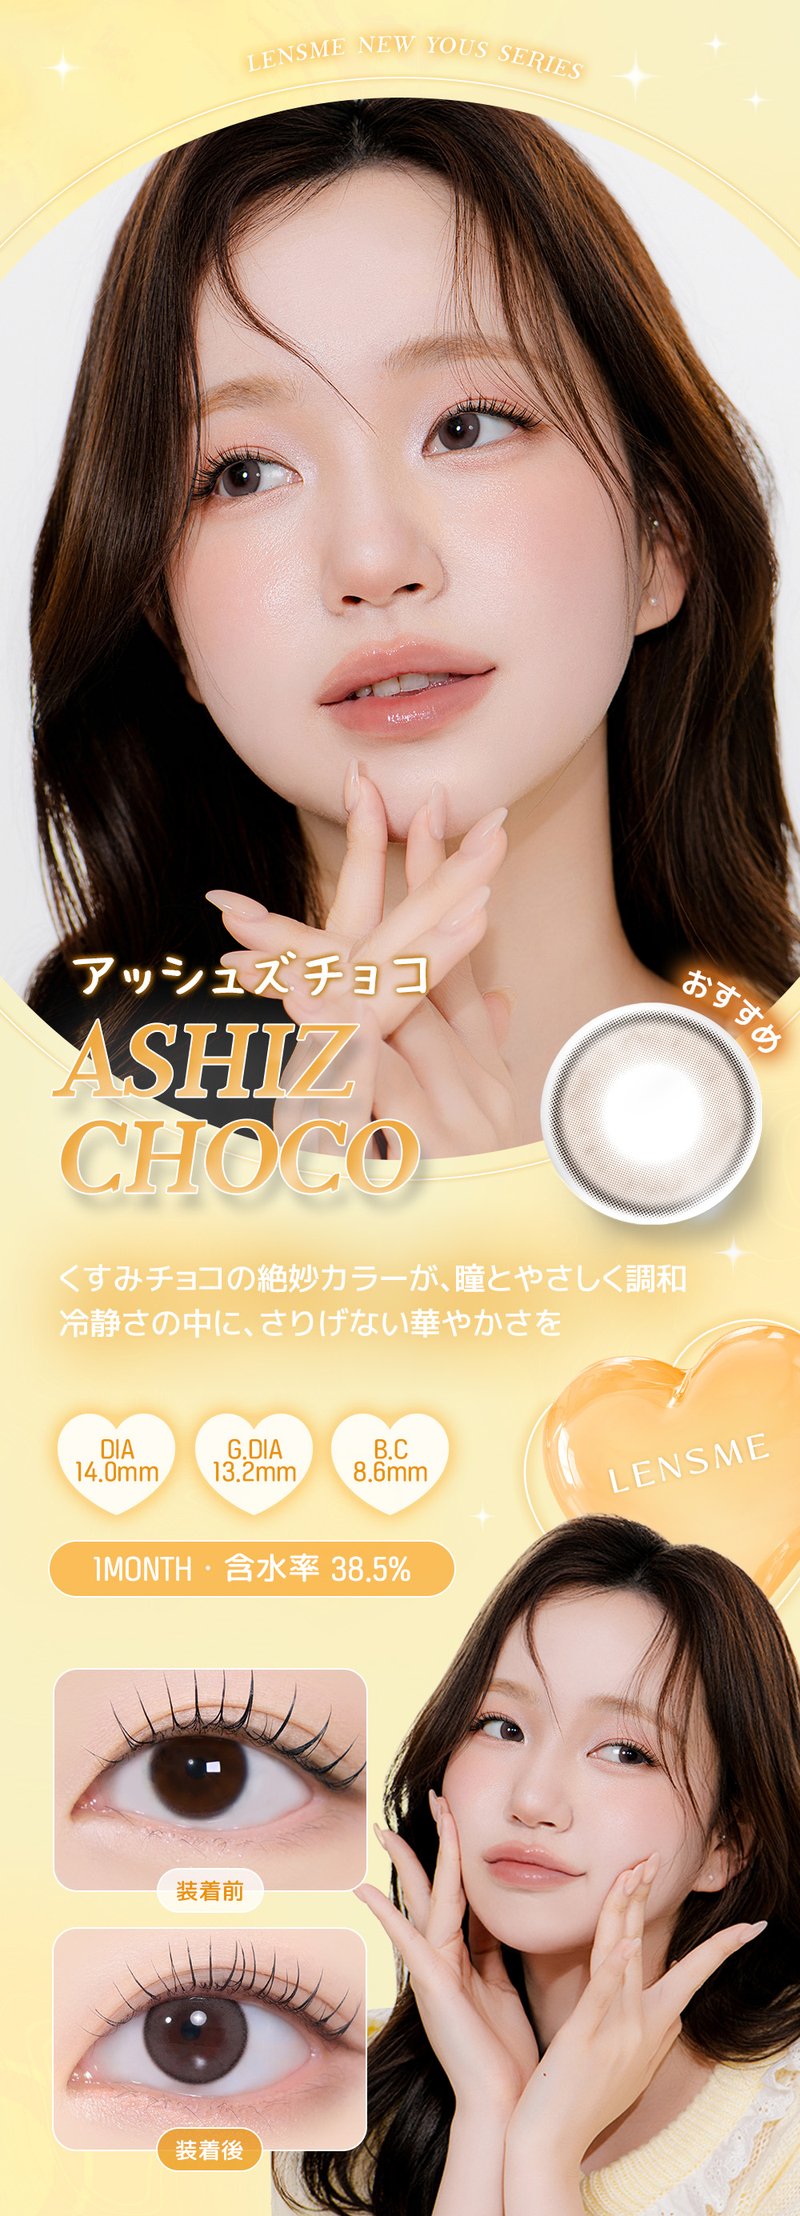 LENSME NEW YOUS SERIES
アッシュズチョコ
おすすめ
ASHIZ
CHOCO
くすみチョコの絶妙カラーが、瞳とやさしく調和
冷静さの中に、さりげない華やかさを
DIA
14.0mm
G.DIA
13.2mm
B.C
8.6mm
LENSME
1MONTH・含水率 38.5%
装着前
装着後